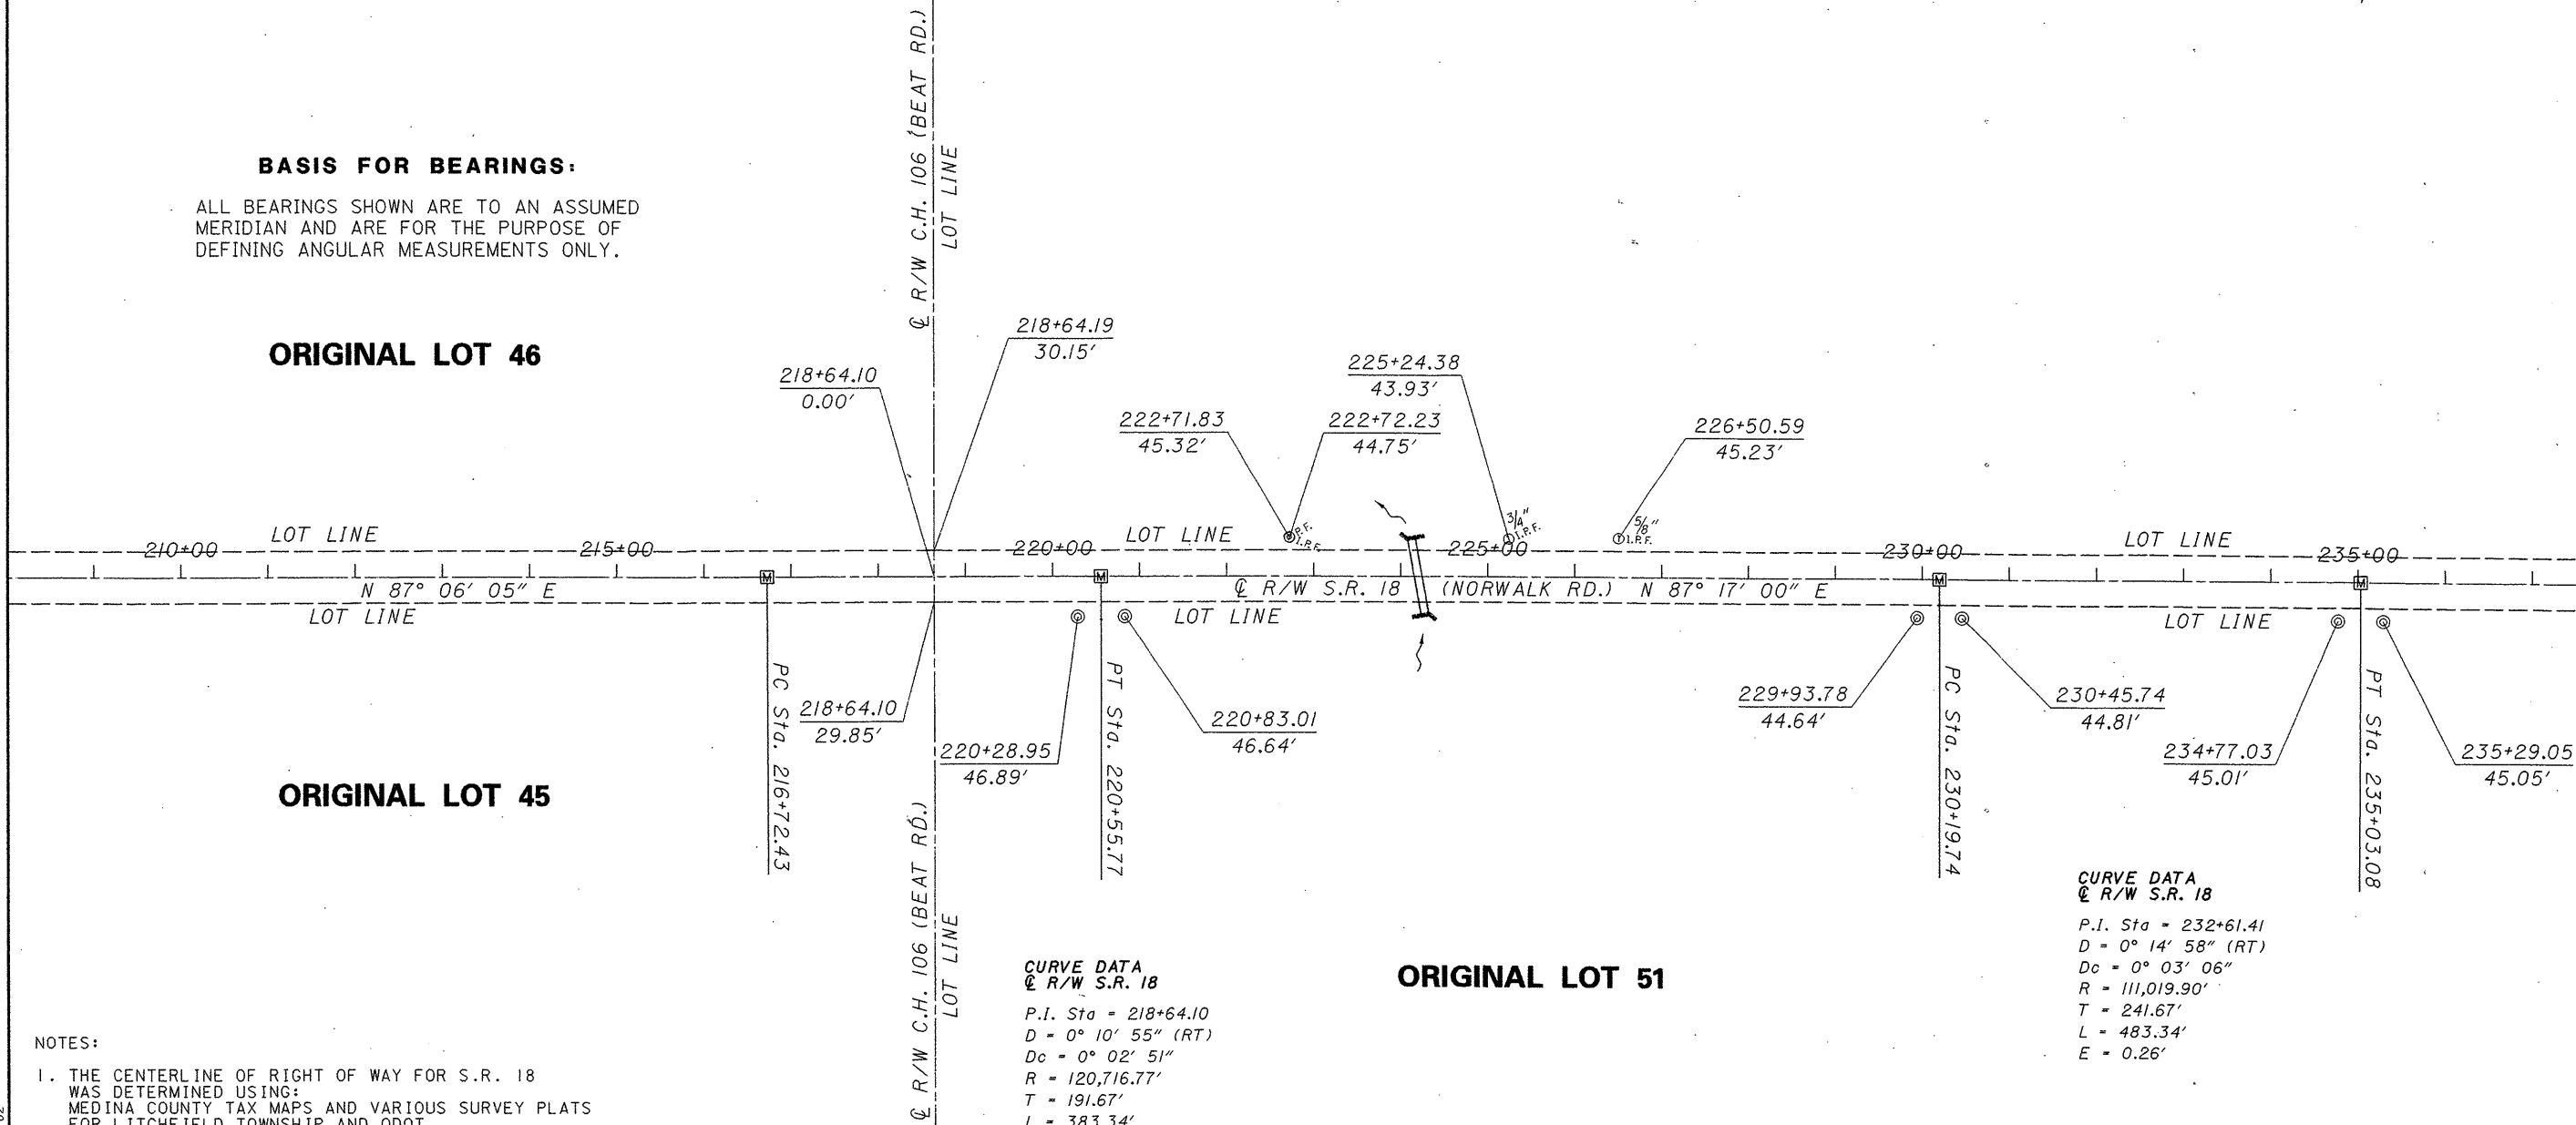 BASIS FOR BEARINGS:
ALL BEARINGS SHOWN ARE TO AN ASSUMED
MERIDIAN AND ARE FOR THE PURPOSE OF
DEFINING ANGULAR MEASUREMENTS ONLY.
ORIGINAL LOT 46
℄ R/W C.H. 106 (BEAT RD.)
LOT LINE
218+64.10
0.00'
218+64.19
30.15'
222+71.83
45.32'
222+72.23
44.75'
225+24.38
43.93'
226+50.59
45.23'
I.P.F.
3/4"
I.P.F.
5/8"
I.P.F.
LOT LINE
LOT LINE
LOT LINE
210+00
215+00
220+00
225+00
230+00
235+00
M
M
M
M
N 87° 06' 05" E
℄ R/W S.R. 18 (NORWALK RD.) N 87° 17' 00" E
LOT LINE
LOT LINE
LOT LINE
PC Sta. 216+72.43
218+64.10
29.85'
220+28.95
46.89'
PT Sta. 220+55.77
220+83.01
46.64'
229+93.78
44.64'
PC Sta. 230+19.74
230+45.74
44.81'
234+77.03
45.01'
PT Sta. 235+03.08
235+29.05
45.05'
ORIGINAL LOT 45
℄ R/W C.H. 106 (BEAT RD.)
LOT LINE
CURVE DATA
℄ R/W S.R. 18
P.I. Sta = 218+64.10
D = 0° 10' 55" (RT)
Dc = 0° 02' 51"
R = 120,716.77'
T = 191.67'
L = 383.34'
ORIGINAL LOT 51
CURVE DATA
℄ R/W S.R. 18
P.I. Sta = 232+61.41
D = 0° 14' 58" (RT)
Dc = 0° 03' 06"
R = 111,019.90'
T = 241.67'
L = 483.34'
E = 0.26'
NOTES:
1. THE CENTERLINE OF RIGHT OF WAY FOR S.R. 18
WAS DETERMINED USING:
MEDINA COUNTY TAX MAPS AND VARIOUS SURVEY PLATS
FOR LITCHFIELD TOWNSHIP AND ODOT